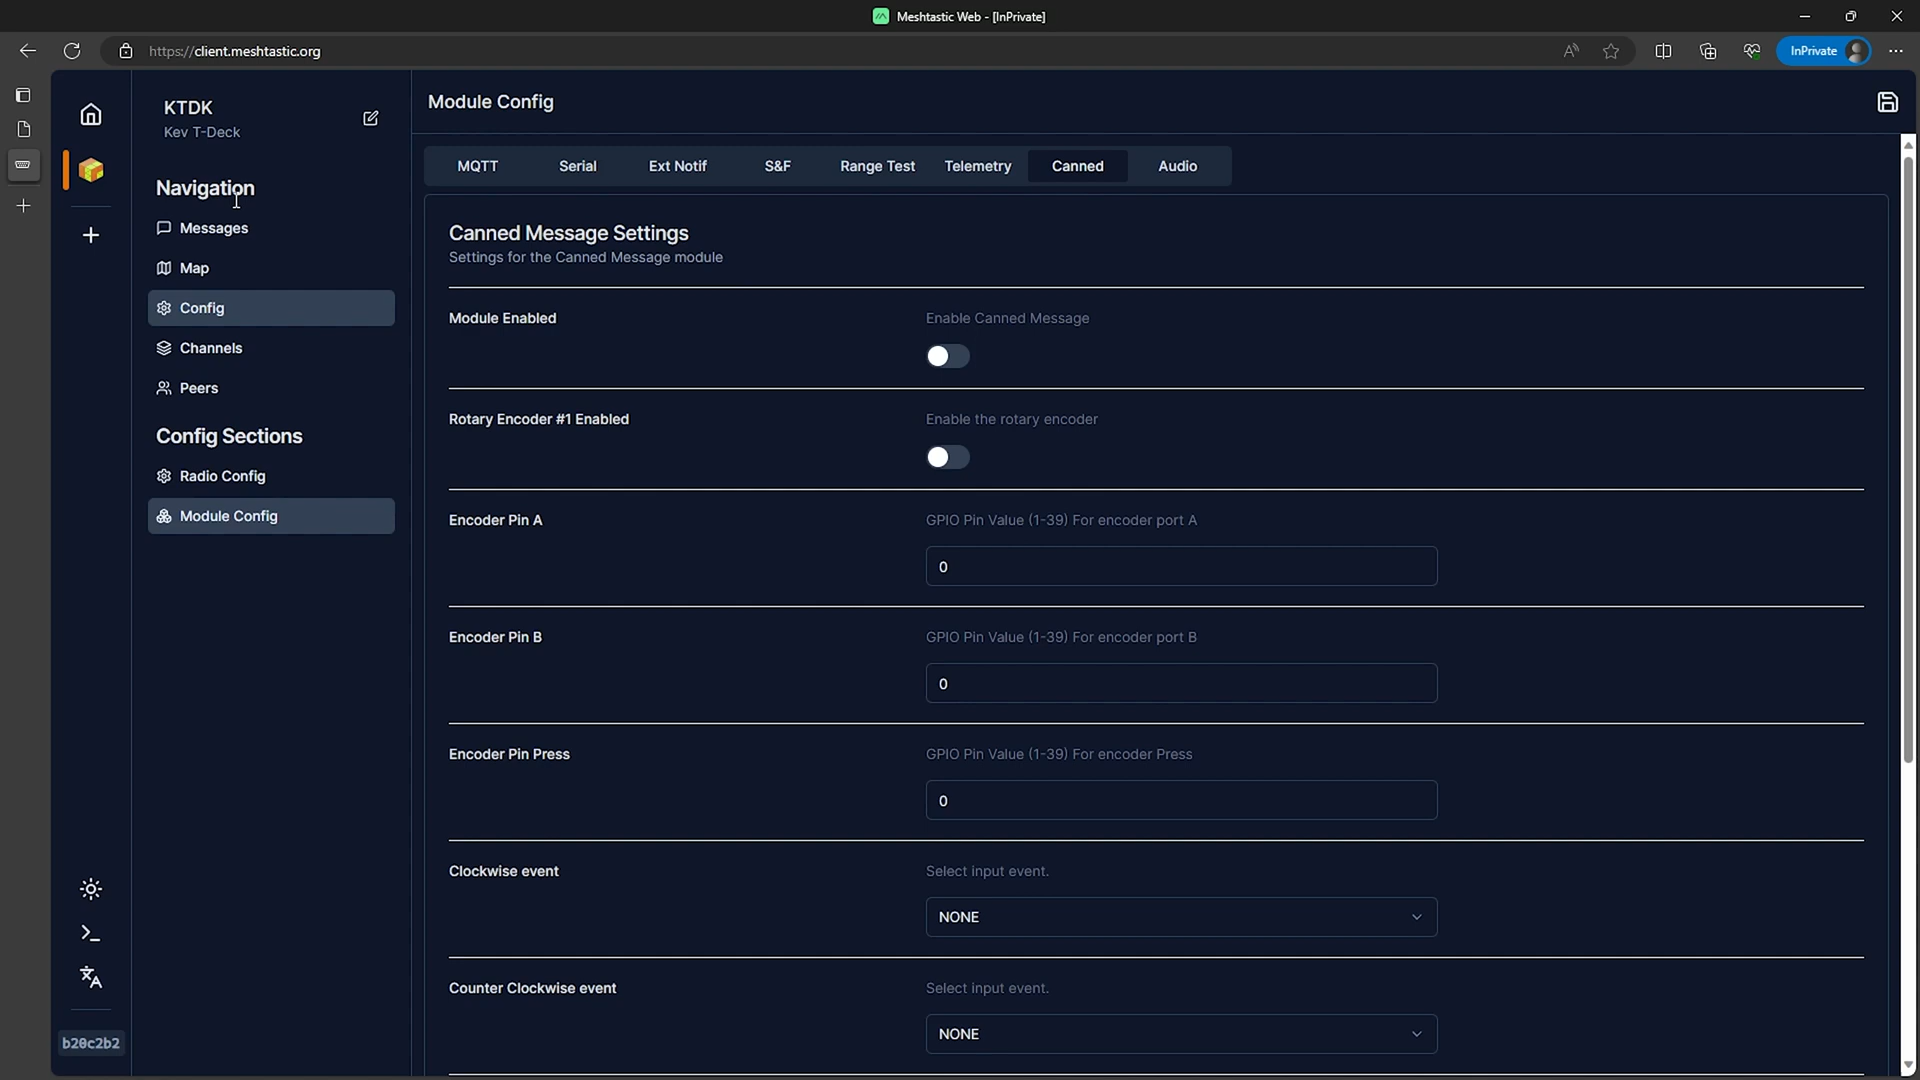 Meshtastic Web - [InPrivate]
https://client.meshtastic.org
InPrivate
KTDK
Kev T-Deck
Navigation
Messages
Map
Config
Channels
Peers
Config Sections
Radio Config
Module Config
b20c2b2
Module Config
MQTT Serial Ext Notif S&F Range Test Telemetry Canned Audio
Canned Message Settings
Settings for the Canned Message module
Module Enabled
Enable Canned Message
Rotary Encoder #1 Enabled
Enable the rotary encoder
Encoder Pin A
GPIO Pin Value (1-39) For encoder port A
0
Encoder Pin B
GPIO Pin Value (1-39) For encoder port B
0
Encoder Pin Press
GPIO Pin Value (1-39) For encoder Press
0
Clockwise event
Select input event.
NONE
Counter Clockwise event
Select input event.
NONE